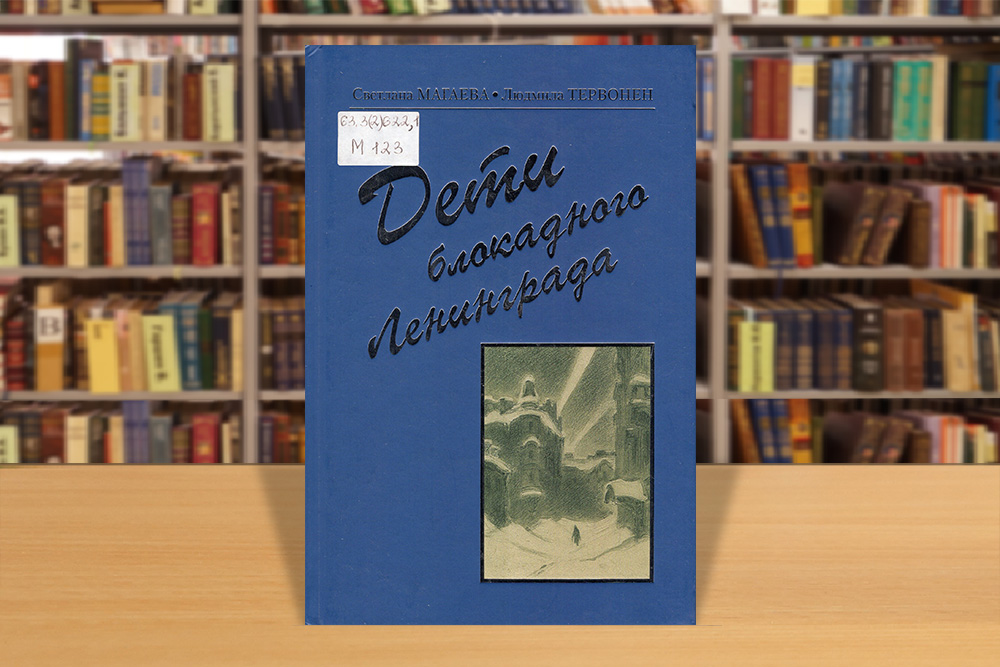 Светлана МАГАЕВА • Людмила ТЕРВОНЕН
63.3(2)622,1
М 123
Дети
блокадного
Ленинграда
В